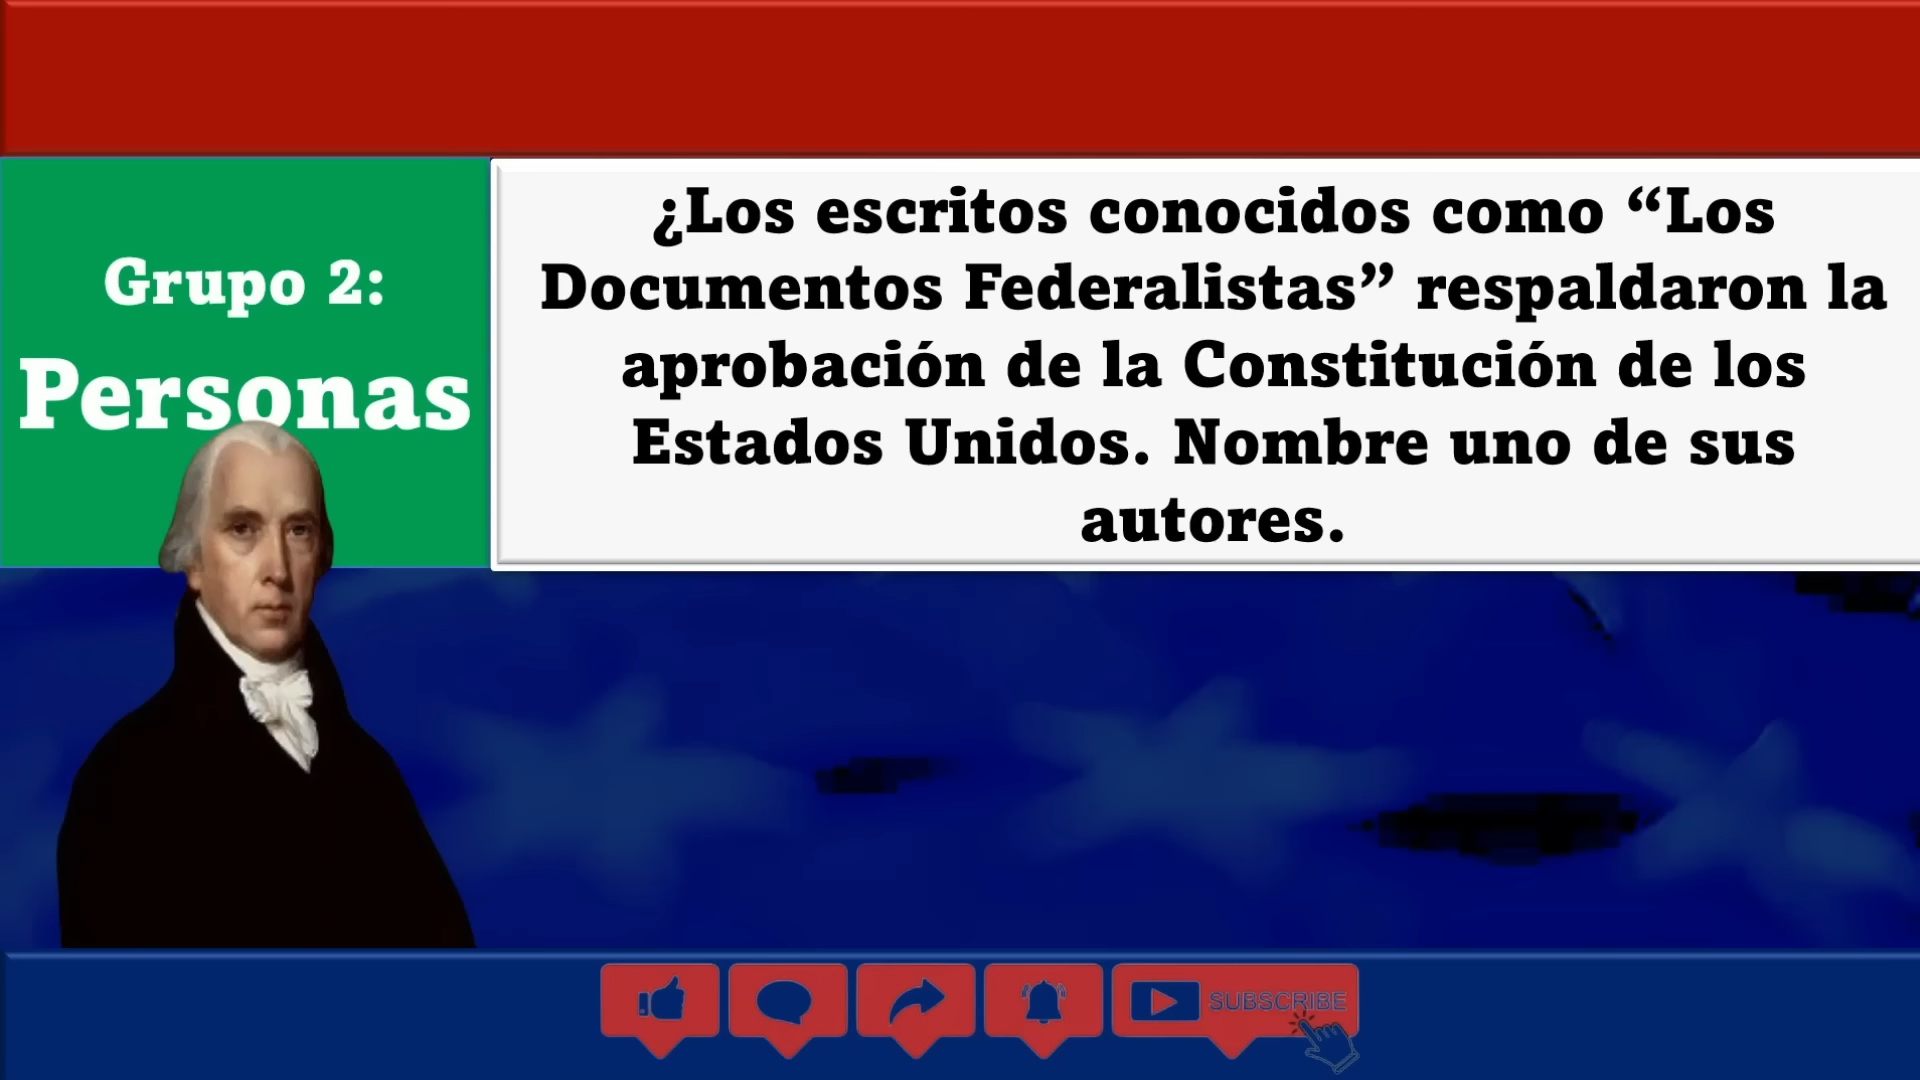 Grupo 2:
Personas
¿Los escritos conocidos como “Los
Documentos Federalistas” respaldaron la
aprobación de la Constitución de los
Estados Unidos. Nombre uno de sus
autores.
SUBSCRIBE